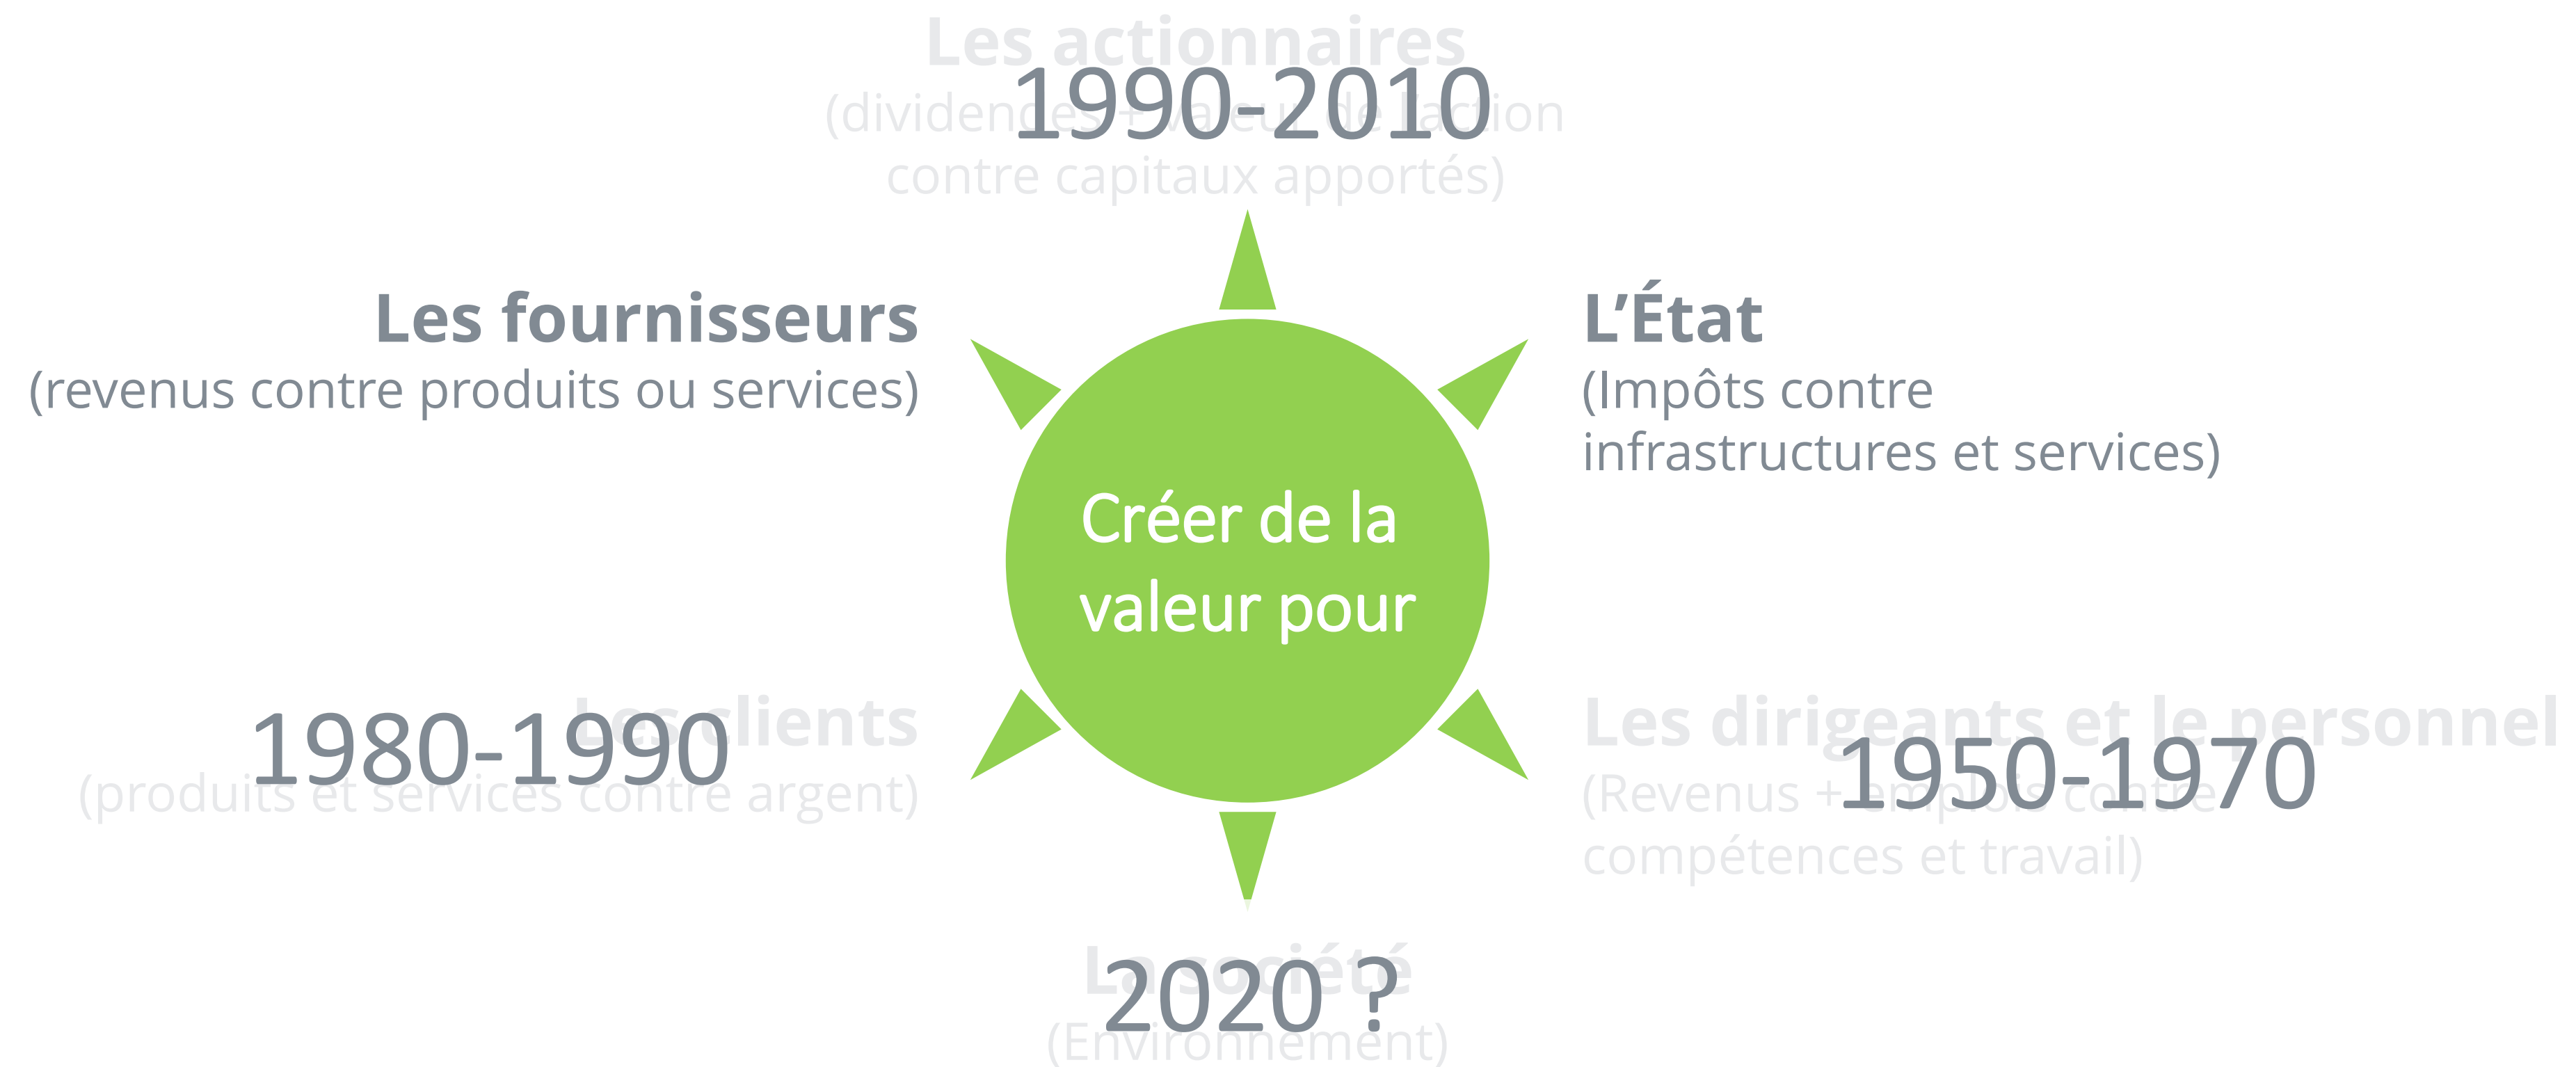 Les actionnaires
1990-2010
(dividendes + valeur de l'action
contre capitaux apportés)
Les fournisseurs
(revenus contre produits ou services)
L'État
(Impôts contre
infrastructures et services)
Créer de la
valeur pour
Les clients
1980-1990
(produits et services contre argent)
Les dirigeants et le personnel
1950-1970
(Revenus + emplois contre
compétences et travail)
La société
2020 ?
(Environnement)